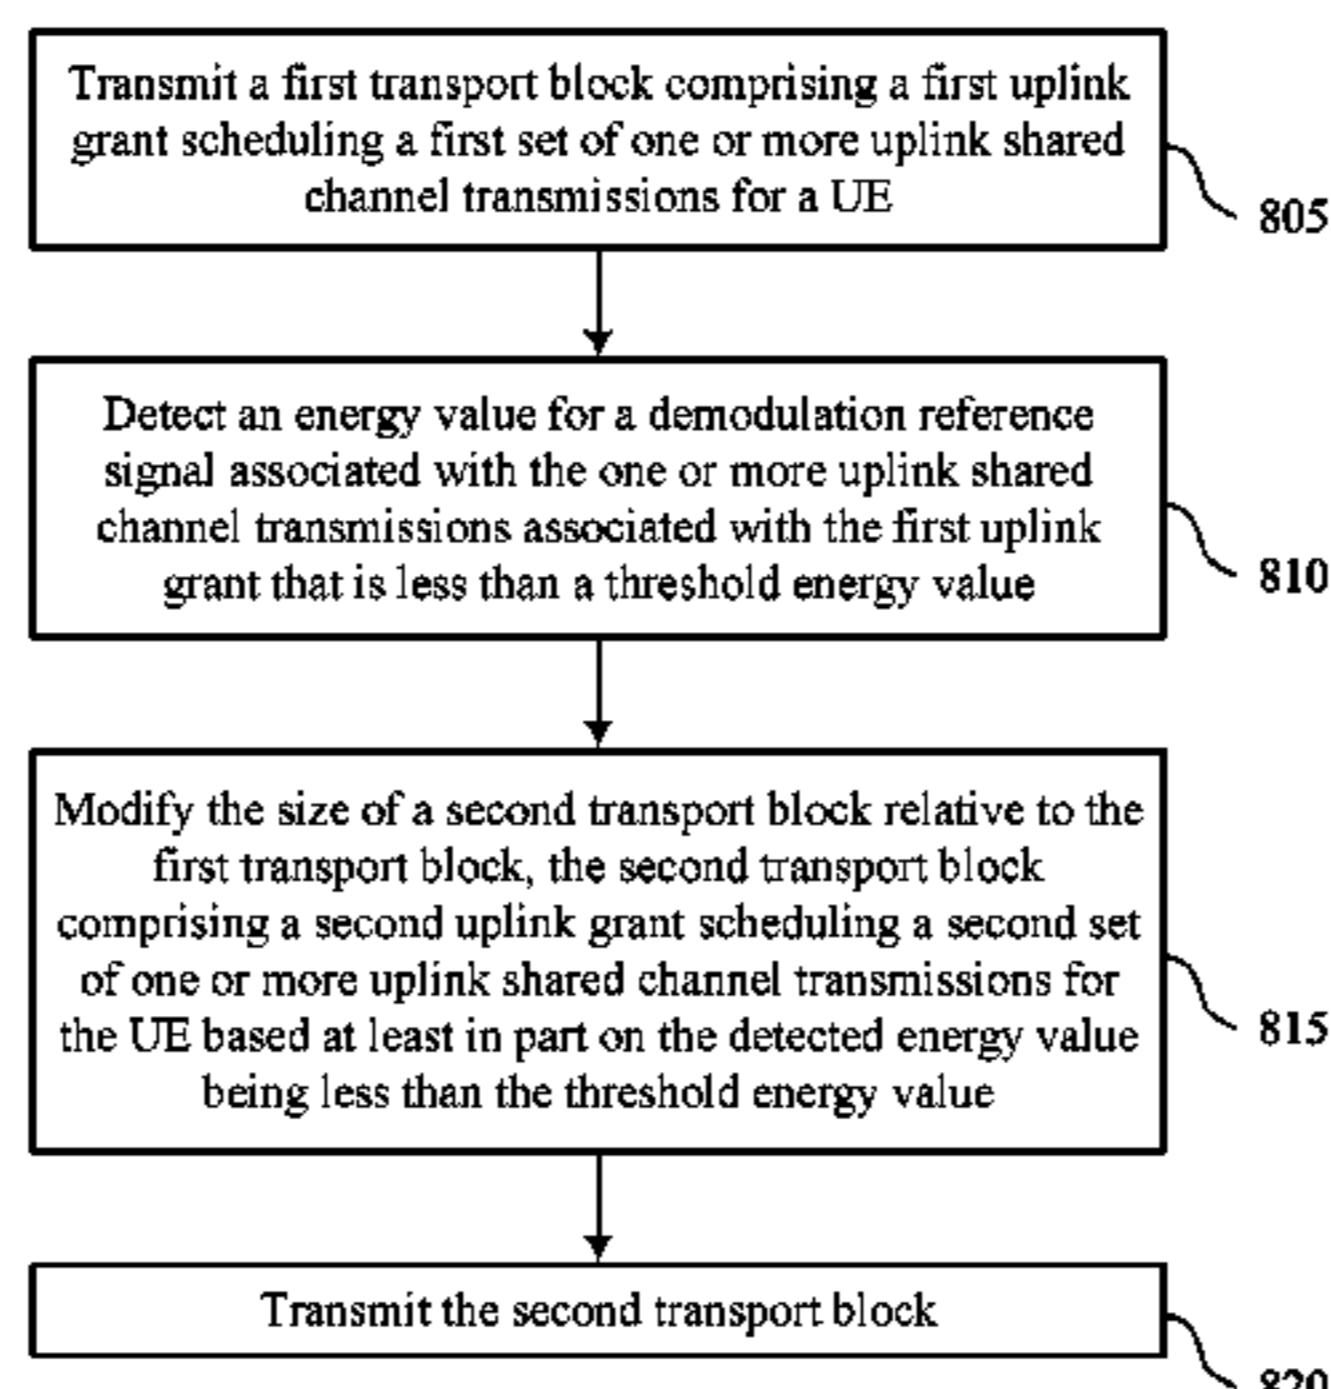 Transmit a first transport block comprising a first uplink
grant scheduling a first set of one or more uplink shared
channel transmissions for a UE
805
Detect an energy value for a demodulation reference
signal associated with the one or more uplink shared
channel transmissions associated with the first uplink
grant that is less than a threshold energy value
810
Modify the size of a second transport block relative to the
first transport block, the second transport block
comprising a second uplink grant scheduling a second set
of one or more uplink shared channel transmissions for
the UE based at least in part on the detected energy value
being less than the threshold energy value
815
Transmit the second transport block
820